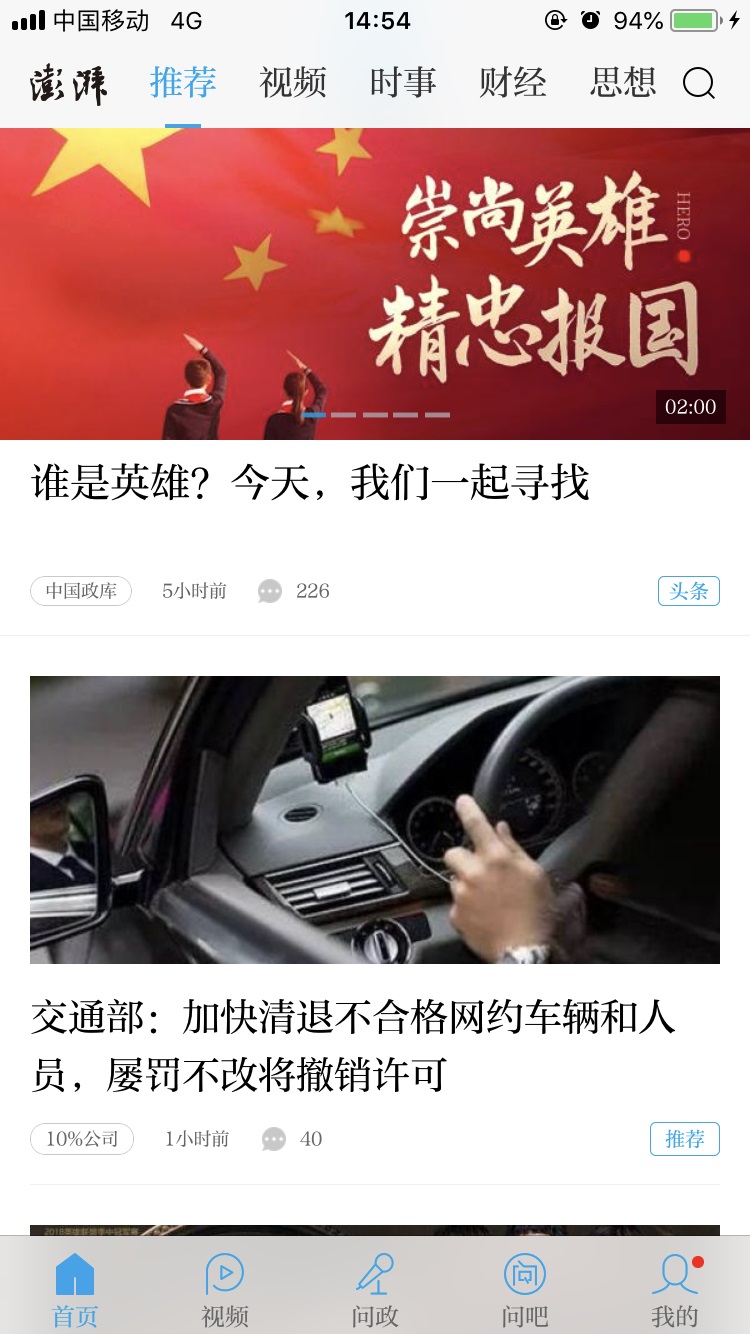 中国移动 4G 14:54 94%
澎湃 推荐 视频 时事 财经 思想
崇尚英雄
HERO
精忠报国
02:00
谁是英雄？今天，我们一起寻找
中国政库 5小时前 226 头条
交通部：加快清退不合格网约车辆和人
员，屡罚不改将撤销许可
10%公司 1小时前 40 推荐
首页 视频 问政 问吧 我的